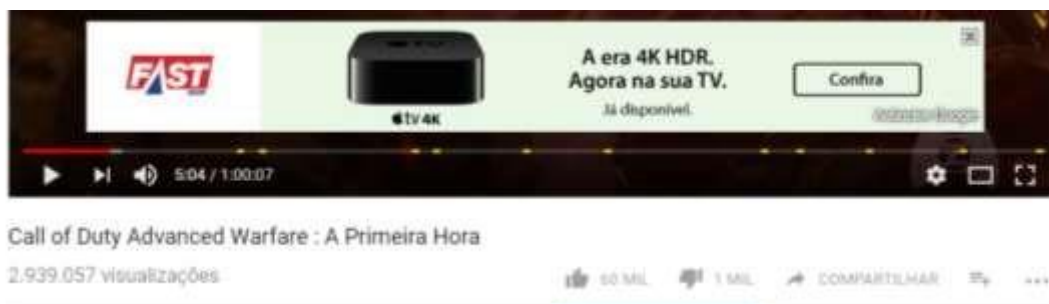 FAST
tv 4K
A era 4K HDR.
Agora na sua TV.
Já disponível.
Confira
5:04 / 1:00:07
Call of Duty Advanced Warfare : A Primeira Hora
2.939.057 visualizações
60 MIL
1 MIL
COMPARTILHAR